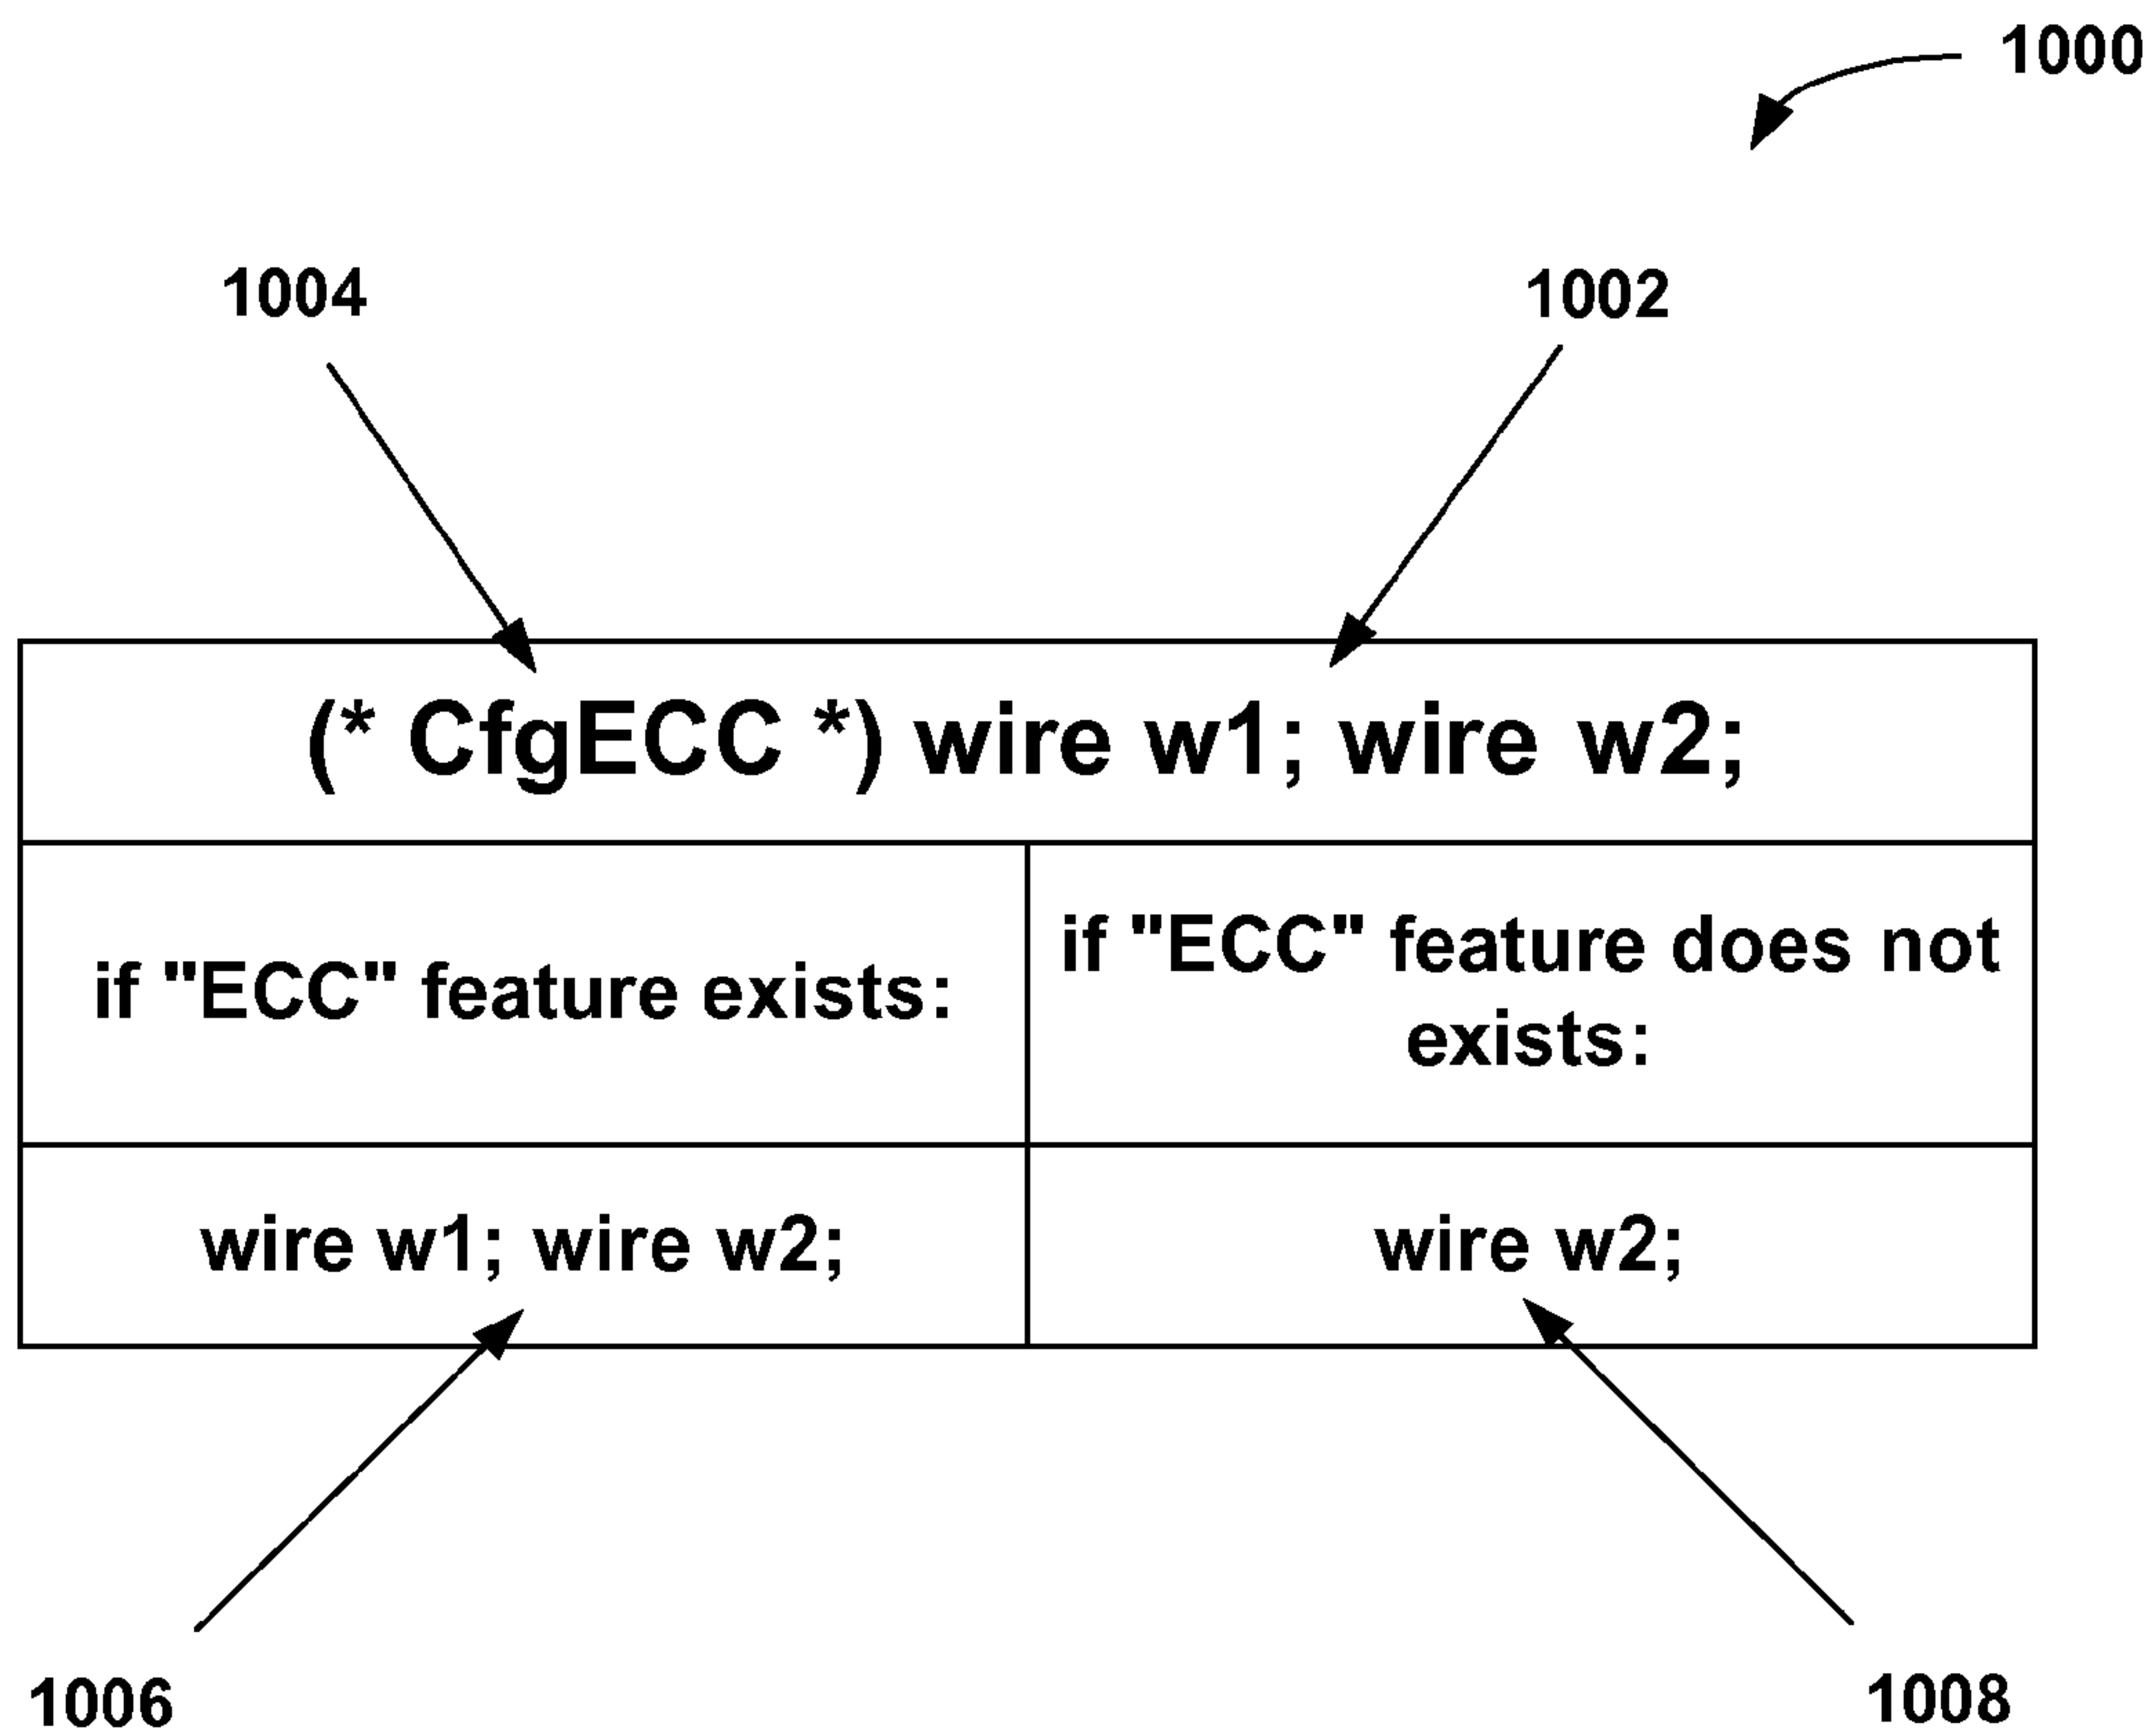 1000
1004
1002
(* CfgECC *) wire w1; wire w2;
if "ECC" feature exists:
if "ECC" feature does not
exists:
wire w1; wire w2;
wire w2;
1006
1008